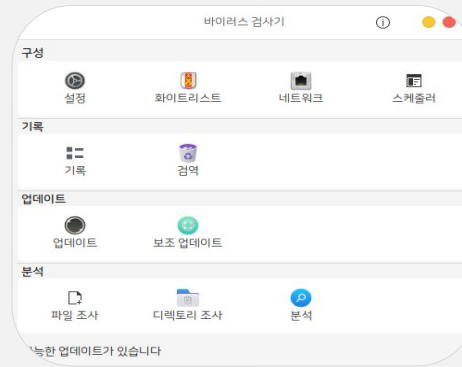 바이러스 검사기
구성
설정 화이트리스트 네트워크 스케줄러
기록
기록 검역
업데이트
업데이트 보조 업데이트
분석
파일 조사 디렉토리 조사 분석
업데이트가 있습니다